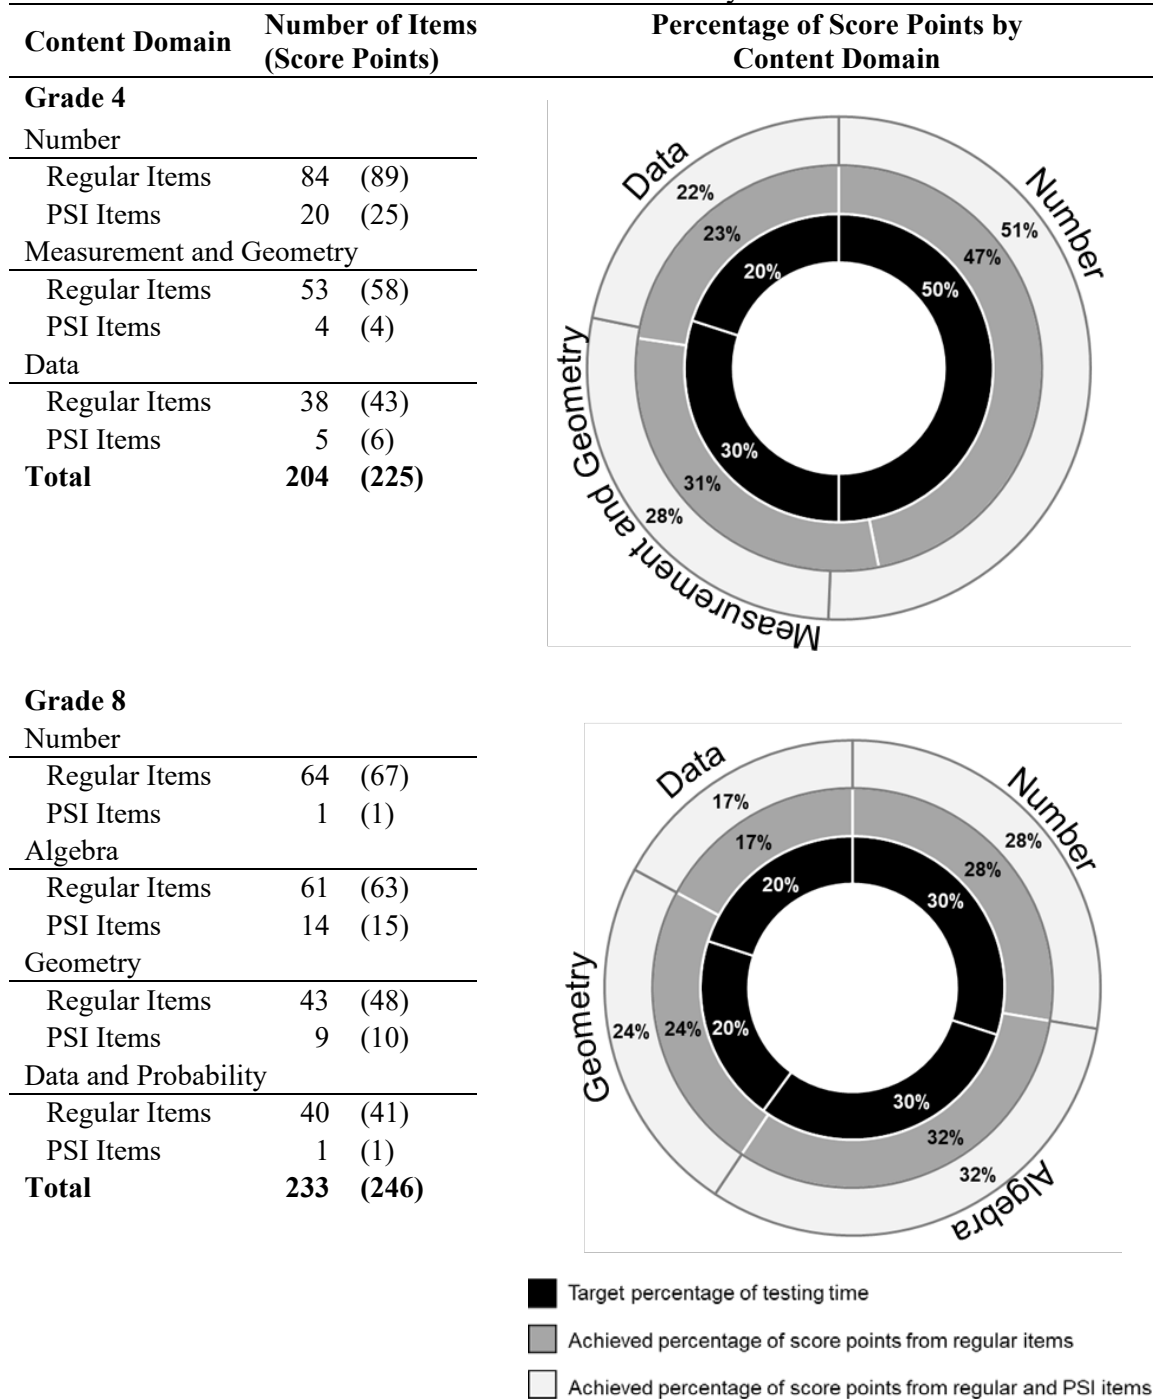 Content Domain Number of Items (Score Points) Percentage of Score Points by Content Domain
Grade 4
Number
Regular Items 84 (89)
PSI Items 20 (25)
Measurement and Geometry
Regular Items 53 (58)
PSI Items 4 (4)
Data
Regular Items 38 (43)
PSI Items 5 (6)
Total 204 (225)
Data
Number
Measurement and Geometry
22%
51%
23%
47%
20%
50%
30%
31%
28%
Grade 8
Number
Regular Items 64 (67)
PSI Items 1 (1)
Algebra
Regular Items 61 (63)
PSI Items 14 (15)
Geometry
Regular Items 43 (48)
PSI Items 9 (10)
Data and Probability
Regular Items 40 (41)
PSI Items 1 (1)
Total 233 (246)
Data
Number
Geometry
Algebra
17%
28%
17%
28%
20%
30%
24%
24%
20%
30%
32%
32%
Target percentage of testing time
Achieved percentage of score points from regular items
Achieved percentage of score points from regular and PSI items